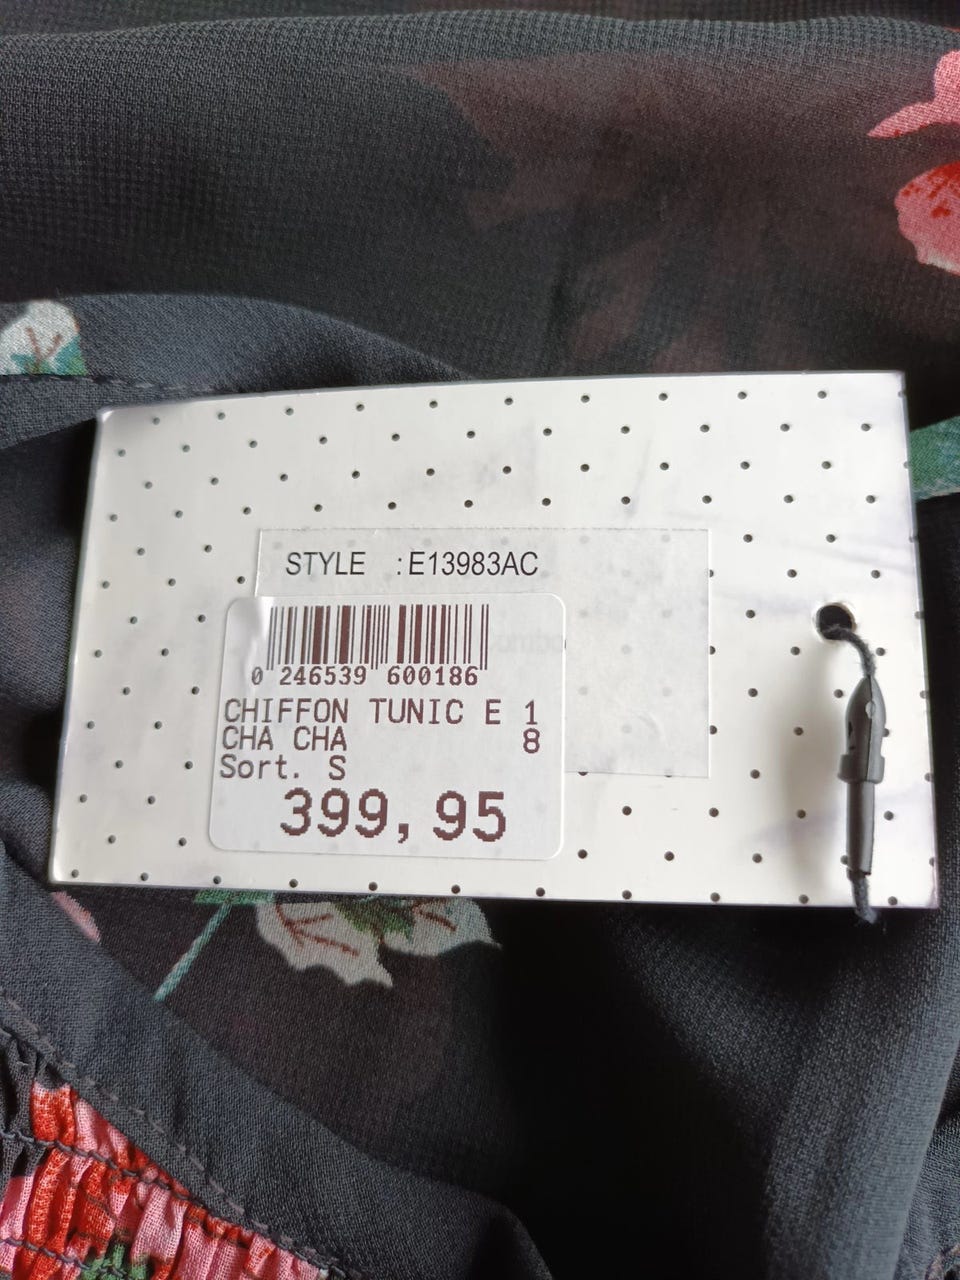 STYLE : E13983AC
0 246539 600186
CHIFFON TUNIC E 1
CHA CHA 8
Sort. S
399,95